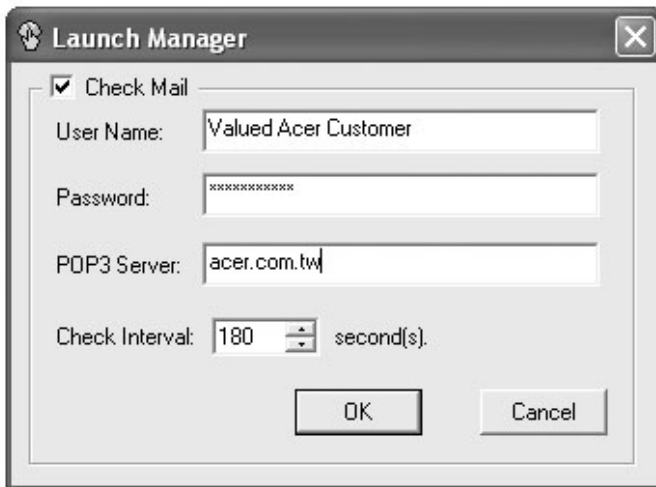 Launch Manager
Check Mail
User Name: Valued Acer Customer
Password: ***********
POP3 Server: acer.com.tw
Check Interval: 180 second(s).
OK Cancel